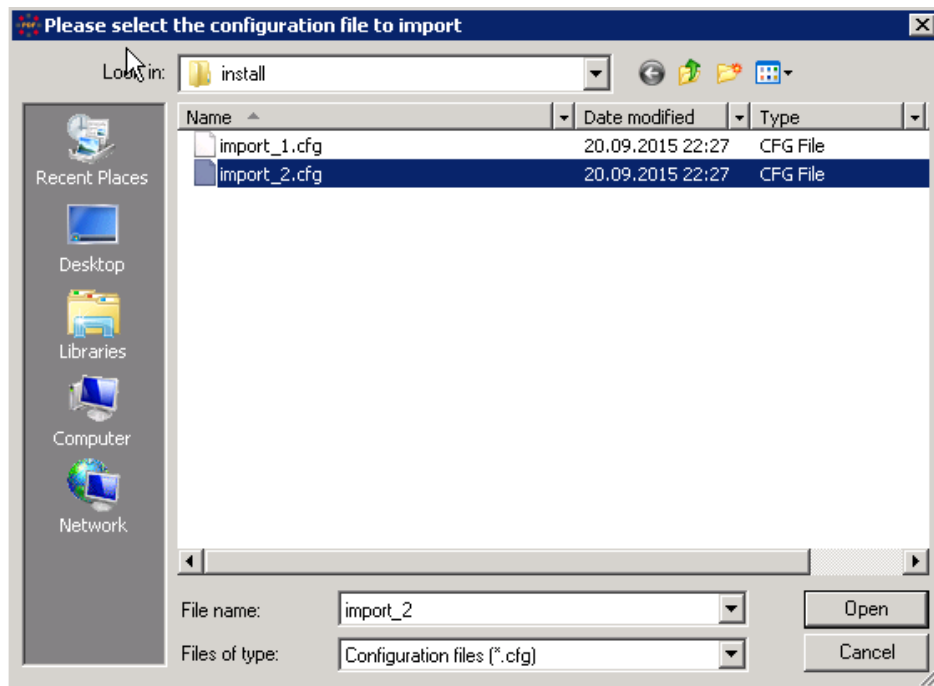 Please select the configuration file to import
Look in: install
Name Date modified Type
import_1.cfg 20.09.2015 22:27 CFG File
import_2.cfg 20.09.2015 22:27 CFG File
Recent Places
Desktop
Libraries
Computer
Network
File name: import_2 Open
Files of type: Configuration files (*.cfg) Cancel